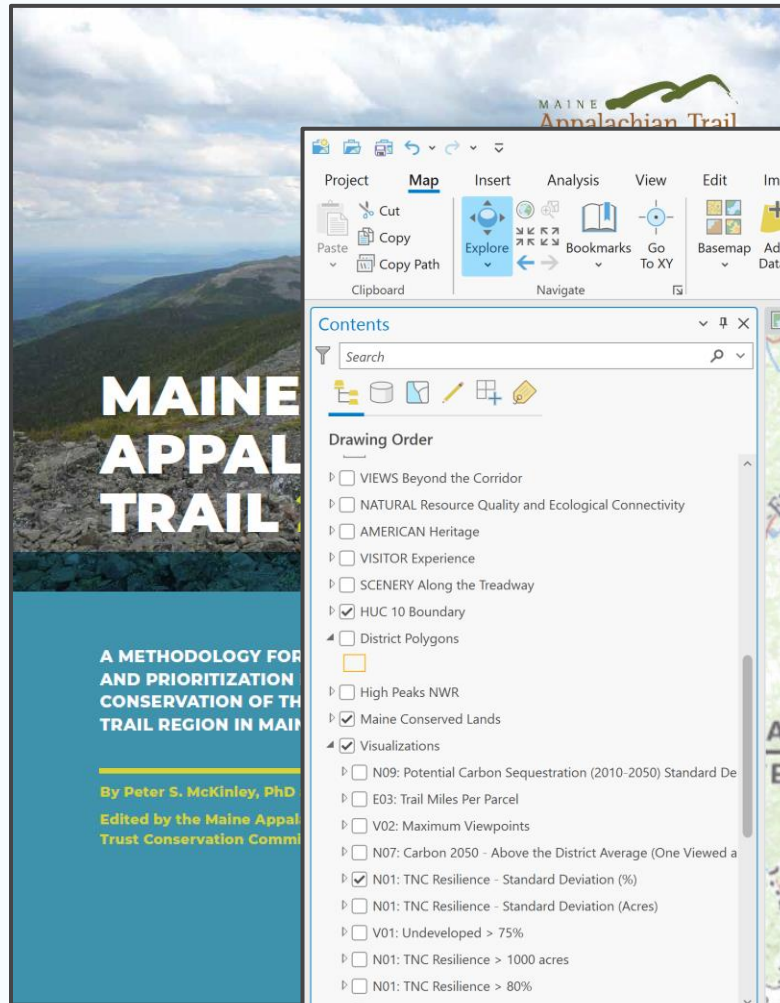 MAINE
Appalachian Trail
MAINE
APPAL
TRAIL
A METHODOLOGY FOR
AND PRIORITIZATION
CONSERVATION OF TH
TRAIL REGION IN MAIN
By Peter S. McKinley, PhD
Edited by the Maine Appal
Trust Conservation Commi
Project Map Insert Analysis View Edit Im
Paste
Cut
Copy
Copy Path
Clipboard
Explore
Bookmarks
Go
To XY
Navigate
Basemap
Ad
Dat
Contents
Search
Drawing Order
VIEWS Beyond the Corridor
NATURAL Resource Quality and Ecological Connectivity
AMERICAN Heritage
VISITOR Experience
SCENERY Along the Treadway
HUC 10 Boundary
District Polygons
High Peaks NWR
Maine Conserved Lands
Visualizations
N09: Potential Carbon Sequestration (2010-2050) Standard De
E03: Trail Miles Per Parcel
V02: Maximum Viewpoints
N07: Carbon 2050 - Above the District Average (One Viewed a
N01: TNC Resilience - Standard Deviation (%)
N01: TNC Resilience - Standard Deviation (Acres)
V01: Undeveloped > 75%
N01: TNC Resilience > 1000 acres
N01: TNC Resilience > 80%